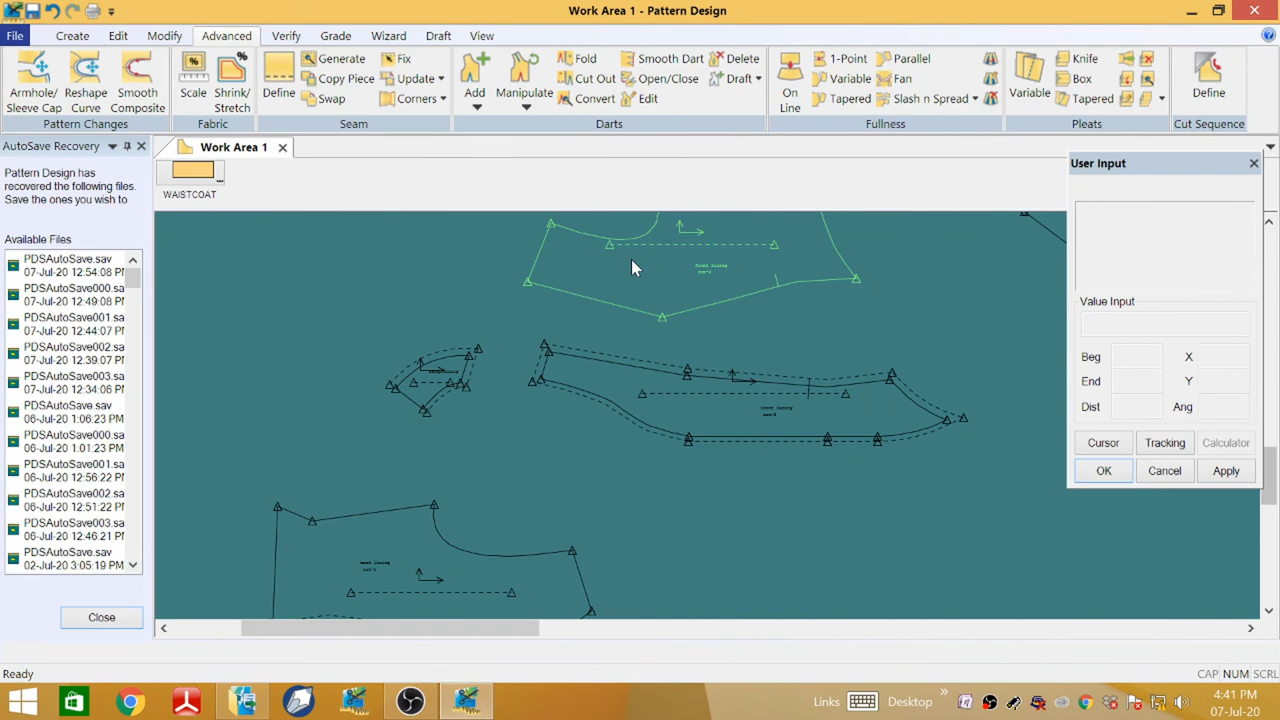 Work Area 1 - Pattern Design
File Create Edit Modify Advanced Verify Grade Wizard Draft View
Armhole/ Sleeve Cap
Reshape Curve
Smooth Composite
Pattern Changes
Scale
Shrink/ Stretch
Fabric
Define
Generate
Copy Piece
Swap
Fix
Update
Corners
Seam
Add
Manipulate
Fold
Cut Out
Convert
Smooth Dart
Open/Close
Edit
Delete
Draft
Darts
On Line
1-Point
Variable
Tapered
Parallel
Fan
Slash n Spread
Fullness
Variable
Knife
Box
Tapered
Pleats
Define
Cut Sequence
AutoSave Recovery
Pattern Design has
recovered the following files.
Save the ones you wish to
Available Files
PDSAutoSave.sav
07-Jul-20 12:54:08 PM
PDSAutoSave000.sa
07-Jul-20 12:49:08 PM
PDSAutoSave001.sa
07-Jul-20 12:44:07 PM
PDSAutoSave002.sa
07-Jul-20 12:39:07 PM
PDSAutoSave003.sa
07-Jul-20 12:34:06 PM
PDSAutoSave.sav
06-Jul-20 1:06:23 PM
PDSAutoSave000.sa
06-Jul-20 1:01:23 PM
PDSAutoSave001.sa
06-Jul-20 12:56:22 PM
PDSAutoSave002.sa
06-Jul-20 12:51:22 PM
PDSAutoSave003.sa
06-Jul-20 12:46:21 PM
PDSAutoSave.sav
02-Jul-20 3:05:19 PM
Close
Work Area 1
WAISTCOAT
front lining
front lining
back lining
User Input
Value Input
Beg X
End Y
Dist Ang
Cursor Tracking Calculator
OK Cancel Apply
Ready
CAP NUM SCRL
Links
Desktop
4:41 PM
07-Jul-20